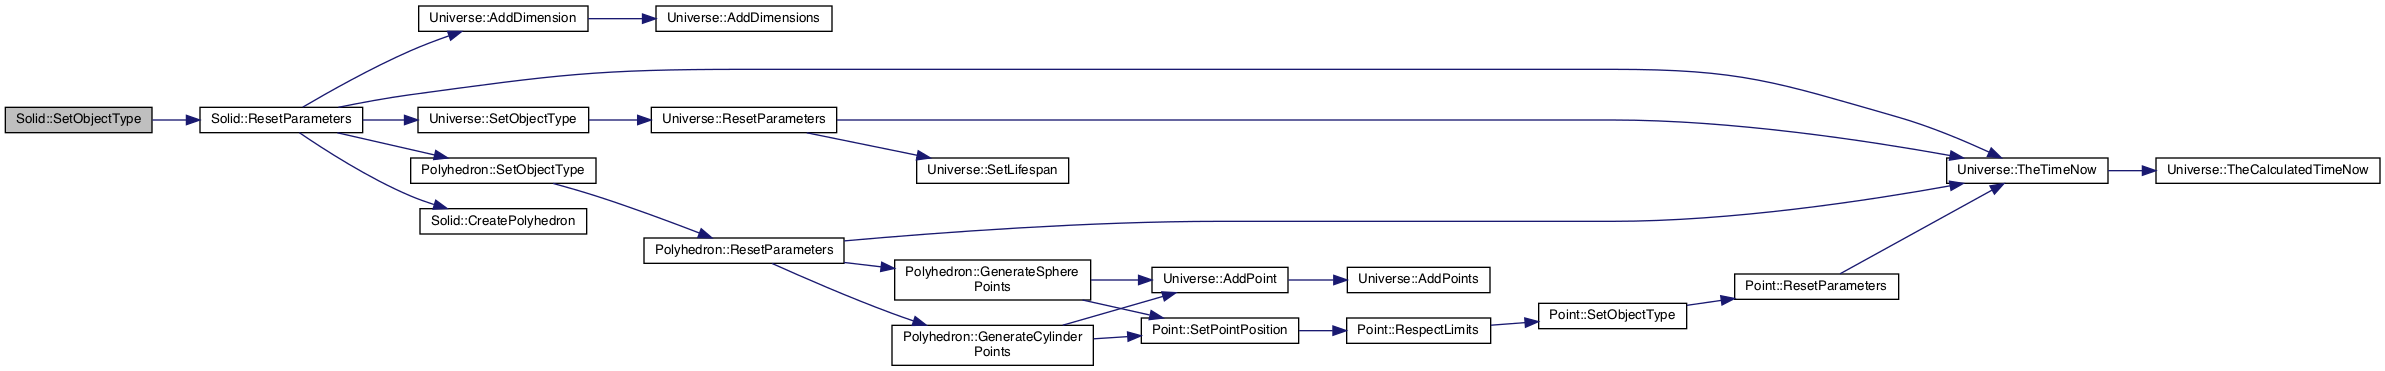 Universe::AddDimension
Universe::AddDimensions
Solid::SetObjectType
Solid::ResetParameters
Universe::SetObjectType
Universe::ResetParameters
Polyhedron::SetObjectType
Universe::SetLifespan
Universe::TheTimeNow
Universe::TheCalculatedTimeNow
Solid::CreatePolyhedron
Polyhedron::ResetParameters
Polyhedron::GenerateSphere
Points
Universe::AddPoint
Universe::AddPoints
Point::ResetParameters
Point::SetObjectType
Polyhedron::GenerateCylinder
Points
Point::SetPointPosition
Point::RespectLimits